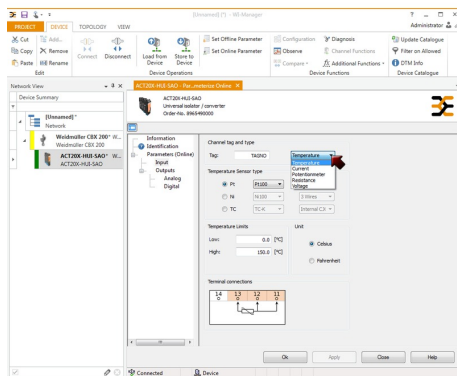 [Unnamed] (*) - WI-Manager
PROJECT DEVICE TOPOLOGY VIEW Administrator
Cut Add... Set Offline Parameter Configuration Diagnosis Update Catalogue
Copy Remove Connect Disconnect Load from Device Store to Device Set Online Parameter Observe Channel Functions Filter on Allowed
Paste Rename Compare Additional Functions DTM Info
Edit Device Operations Device Functions Device Catalogue
Network View
Device Summary
[Unnamed]*
Network
Weidmüller CBX 200* W...
Weidmüller CBX 200
ACT20X-HUI-SAO* W...
ACT20X-HUI-SAO
ACT20X-HUI-SAO - Par...meterise Online
ACT20X-HUI-SAO
Universal isolator / converter
Order-No. 8965490000
Information
Identification
Parameters (Online)
Input
Outputs
Analog
Digital
Channel tag and type
Tag: TAGNO Temperature
Temperature
Current
Potentionmeter
Resistance
Voltage
Temperature Sensor type
Pt Pt100
Ni Ni100 3 Wires
TC TC-K Internal CJ
Temperature Limits Unit
Low: 0.0 [°C] Celsius
High: 150.0 [°C] Fahrenheit
Terminal connections
14 13 12 11
Ok Apply Close Help
Connected Device